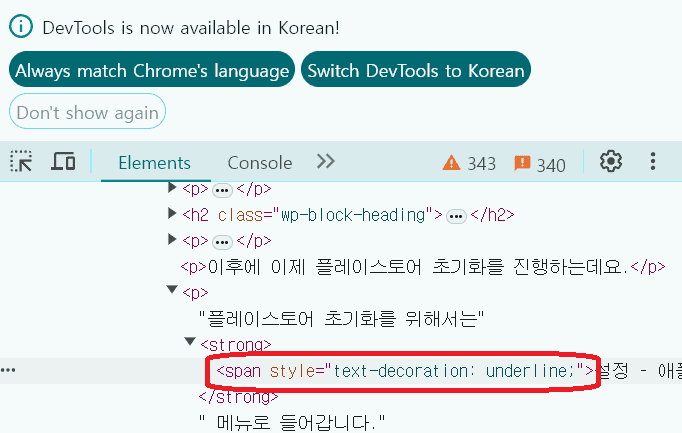 DevTools is now available in Korean!
Always match Chrome's language Switch DevTools to Korean
Don't show again
Elements Console 343 340
<p>…</p>
<h2 class="wp-block-heading">…</h2>
<p>…</p>
<p>이후에 이제 플레이스토어 초기화를 진행하는데요.</p>
<p>
"플레이스토어 초기화를 위해서는"
<strong>
<span style="text-decoration: underline;">설정 - 애플
</strong>
" 메뉴로 들어갑니다."